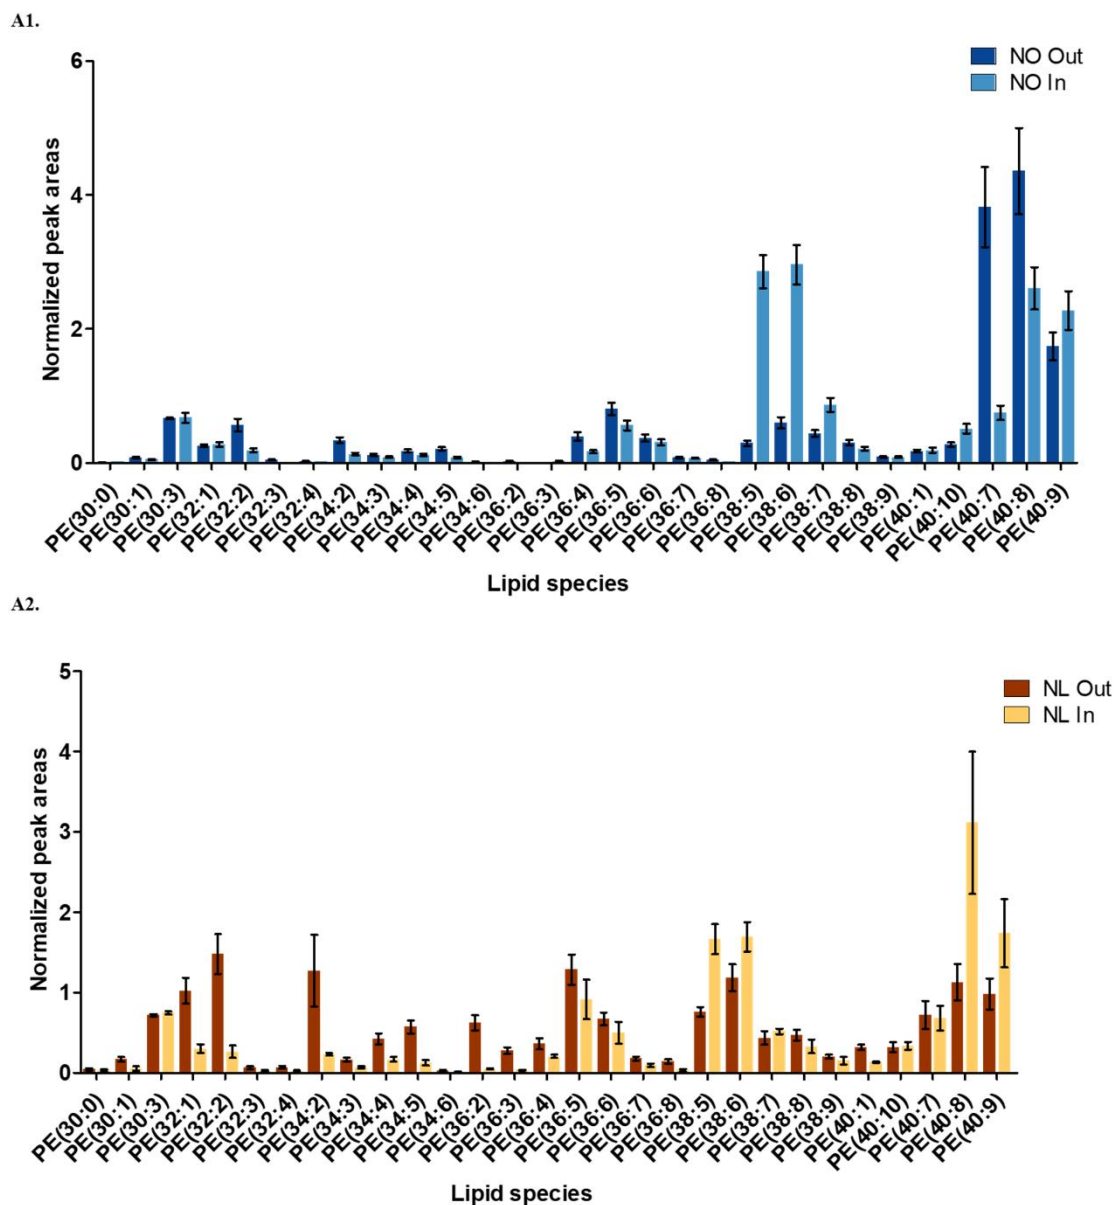 A1.
NO Out
NO In
Normalized peak areas
6
4
2
0
PE(30:0)
PE(30:1)
PE(30:3)
PE(32:1)
PE(32:2)
PE(32:3)
PE(32:4)
PE(34:2)
PE(34:3)
PE(34:4)
PE(34:5)
PE(34:6)
PE(36:2)
PE(36:3)
PE(36:4)
PE(36:5)
PE(36:6)
PE(36:7)
PE(36:8)
PE(38:5)
PE(38:6)
PE(38:7)
PE(38:8)
PE(38:9)
PE(40:1)
PE(40:10)
PE(40:7)
PE(40:8)
PE(40:9)
Lipid species
A2.
NL Out
NL In
Normalized peak areas
5
4
3
2
1
0
PE(30:0)
PE(30:1)
PE(30:3)
PE(32:1)
PE(32:2)
PE(32:3)
PE(32:4)
PE(34:2)
PE(34:3)
PE(34:4)
PE(34:5)
PE(34:6)
PE(36:2)
PE(36:3)
PE(36:4)
PE(36:5)
PE(36:6)
PE(36:7)
PE(36:8)
PE(38:5)
PE(38:6)
PE(38:7)
PE(38:8)
PE(38:9)
PE(40:1)
PE(40:10)
PE(40:7)
PE(40:8)
PE(40:9)
Lipid species